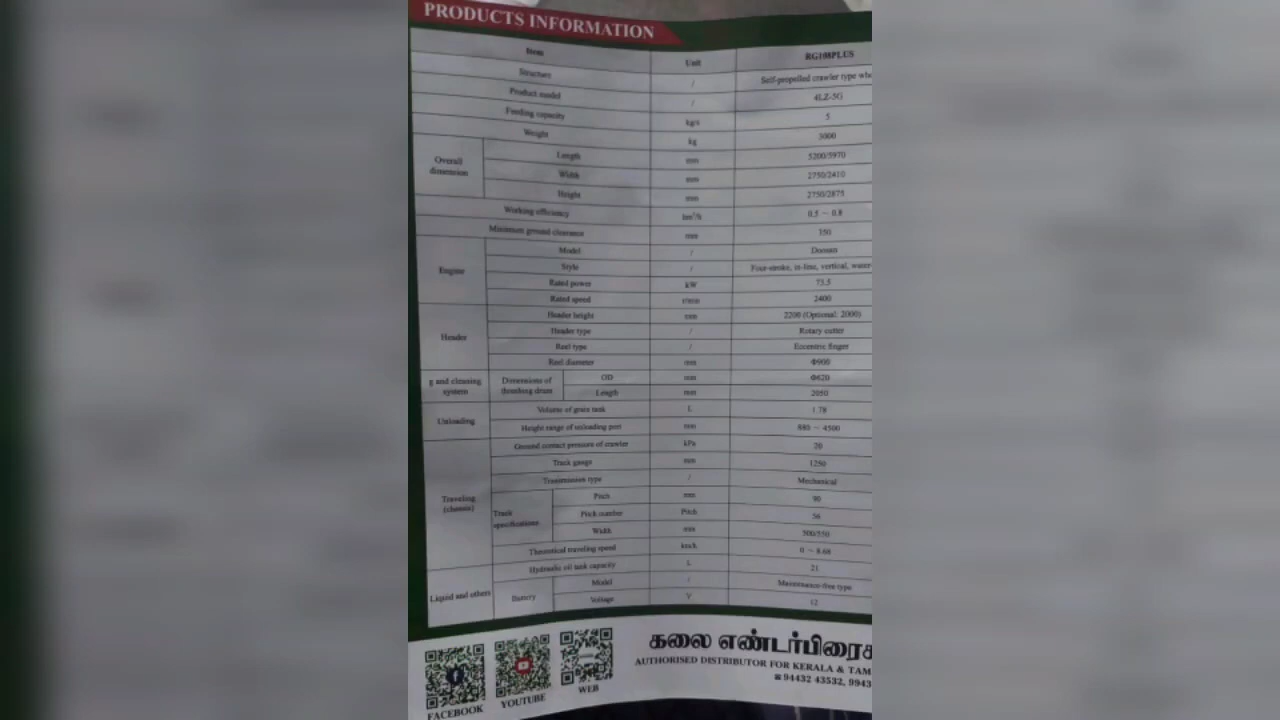 PRODUCTS INFORMATION
Item Unit RG108PLUS
Structure / Self-propelled crawler type
Product model / 4LZ-5G
Feeding capacity kg/s 5
Weight kg 3000
Overall dimension Length mm 5200/5970
Width mm 2750/2410
Height mm 2750/2875
Working efficiency hm²/h 0.5 ~ 0.8
Minimum ground clearance mm 350
Engine Model / Doosan
Style / Four-stroke, in-line, vertical, water-
Rated power kW 73.5
Rated speed r/min 2400
Header Header height mm 2200 (Optional: 2000)
Header type / Rotary cutter
Reel type / Eccentric finger
Reel diameter mm Φ900
g and cleaning system Dimensions of threshing drum OD mm Φ620
Length mm 2050
Unloading Volume of grain tank L 1.78
Height range of unloading port mm 880 ~ 4500
Traveling (chassis) Ground contact pressure of crawler kPa 20
Track gauge mm 1250
Transmission type / Mechanical
Track specifications Pitch mm 90
Pitch number Pitch 56
Width mm 500/550
Theoretical traveling speed km/h 0 ~ 8.68
Liquid and others Hydraulic oil tank capacity L 21
Battery Model / Maintenance-free type
Voltage V 12
கலை எண்டர்பிரைச
AUTHORISED DISTRIBUTOR FOR KERALA & TAM
94432 43532, 9943
FACEBOOK YOUTUBE WEB